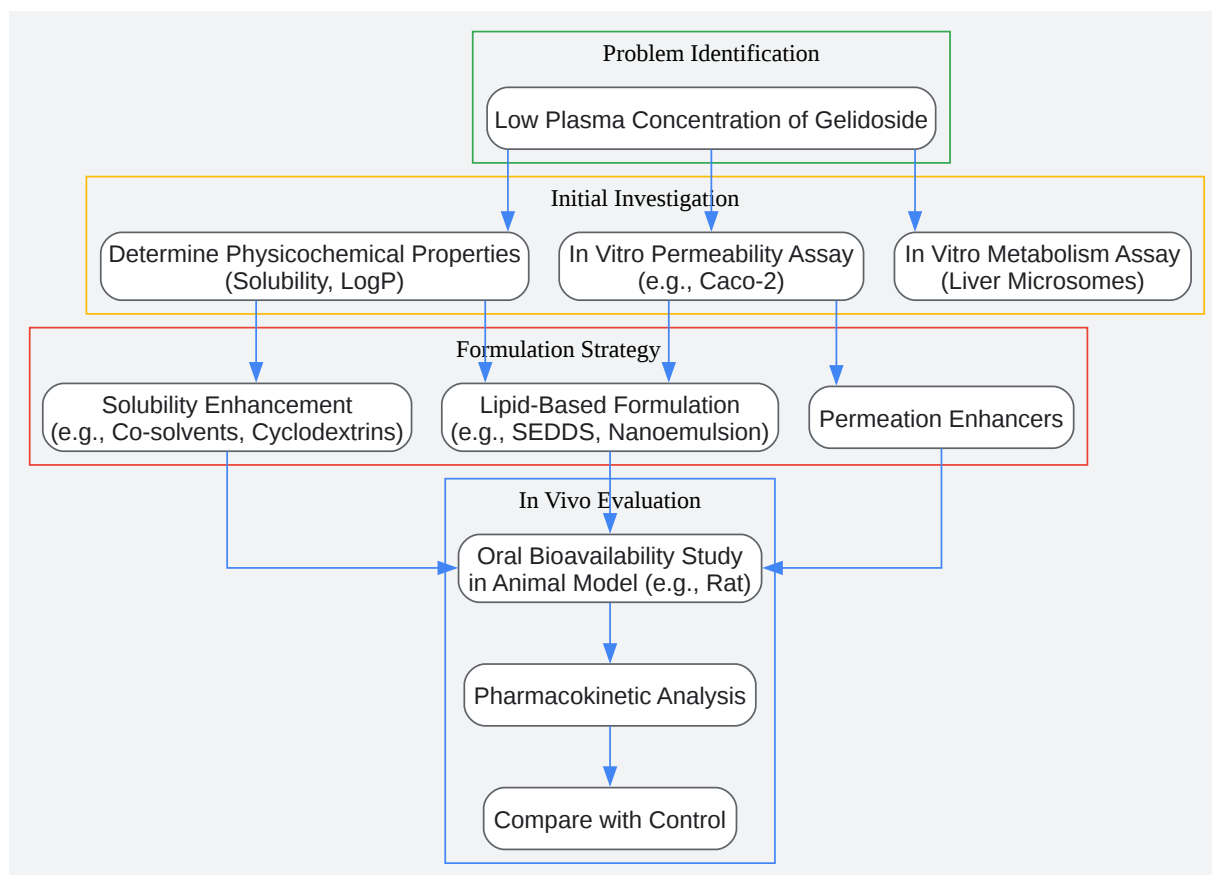 Problem Identification
Low Plasma Concentration of Gelidoside
Initial Investigation
Determine Physicochemical Properties
(Solubility, LogP)
In Vitro Permeability Assay
(e.g., Caco-2)
In Vitro Metabolism Assay
(Liver Microsomes)
Formulation Strategy
Solubility Enhancement
(e.g., Co-solvents, Cyclodextrins)
Lipid-Based Formulation
(e.g., SEDDS, Nanoemulsion)
Permeation Enhancers
In Vivo Evaluation
Oral Bioavailability Study
in Animal Model (e.g., Rat)
Pharmacokinetic Analysis
Compare with Control